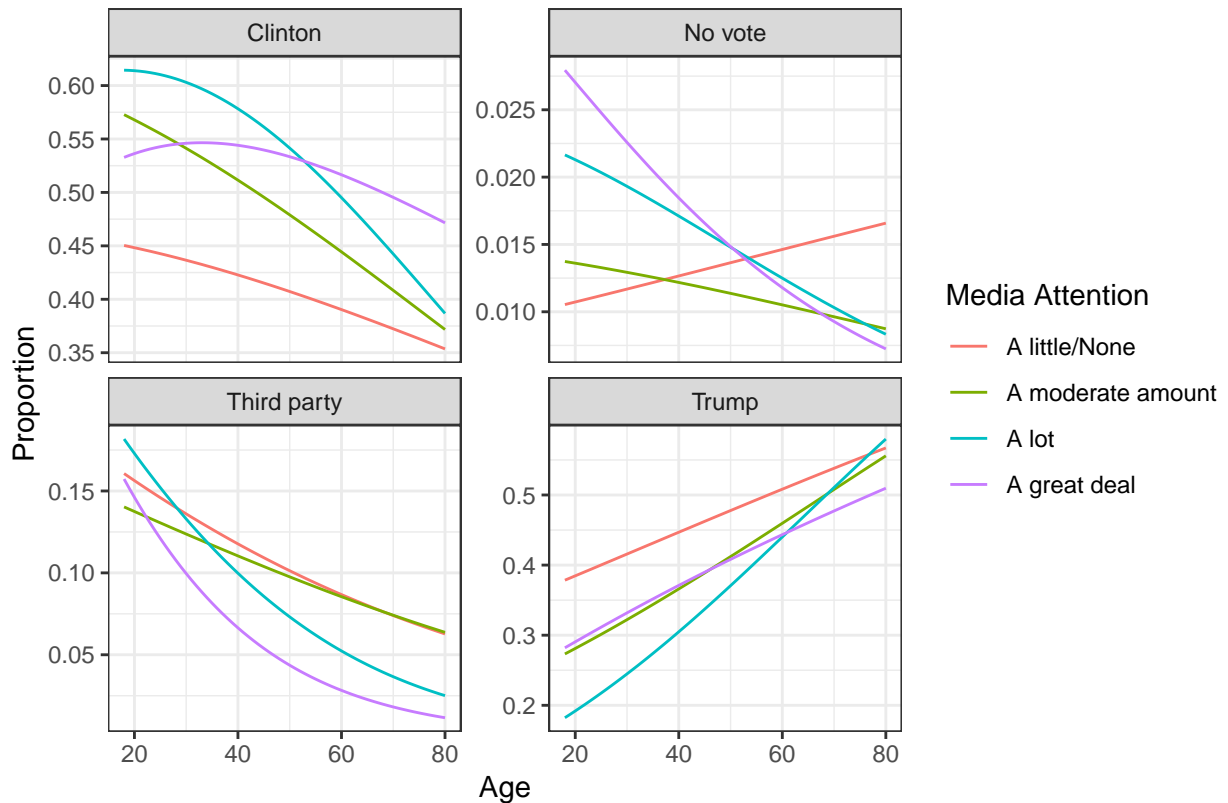 Clinton
No vote
0.60
0.55
0.50
0.45
0.40
0.35
0.025
0.020
0.015
0.010
Third party
Trump
0.15
0.10
0.05
0.5
0.4
0.3
0.2
20 40 60 80
20 40 60 80
Proportion
Age
Media Attention
A little/None
A moderate amount
A lot
A great deal